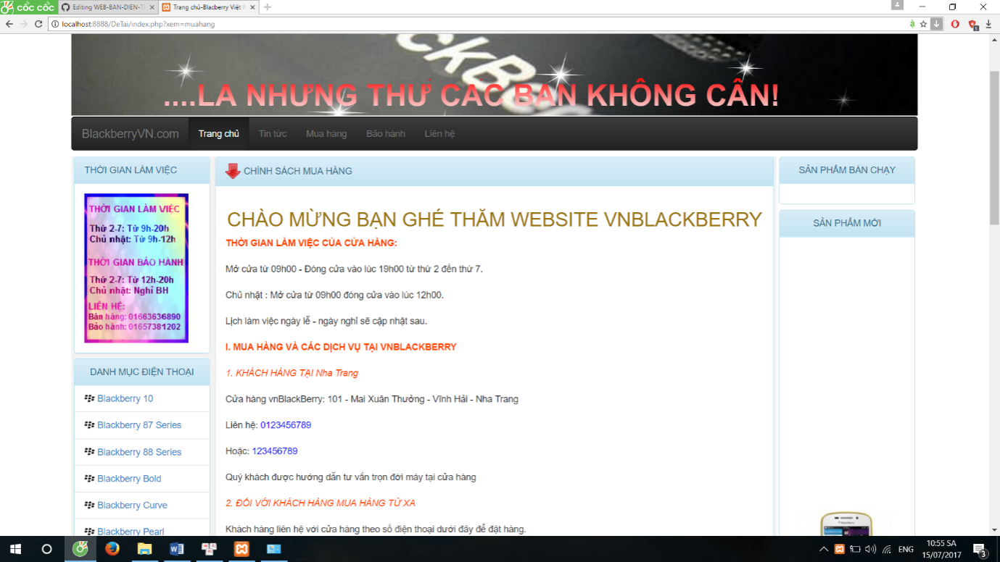 cốc cốc
Editing WEB-BAN-DIEN-T
Trang chủ-Blacberry Việt
localhost:8888/DeTai/index.php?xem=muahang
ckB
....LA NHƯNG THƯ CAC BAN KHÔNG CÂN!
BlackberryVN.com
Trang chủ
Tin tức
Mua hàng
Bảo hành
Liên hệ
THỜI GIAN LÀM VIỆC
THỜI GIAN LÀM VIỆC
Thứ 2-7: Từ 9h-20h
Chủ nhật: Từ 9h-12h
THỜI GIAN BẢO HÀNH
Thứ 2-7: Từ 12h-20h
Chủ nhật: Nghỉ BH
LIÊN HỆ:
Bán hàng: 01663636890
Bảo hành: 01657381202
DANH MỤC ĐIỆN THOẠI
Blackberry 10
Blackberry 87 Series
Blackberry 88 Series
Blackberry Bold
Blackberry Curve
Blackberry Pearl
CHÍNH SÁCH MUA HÀNG
CHÀO MỪNG BẠN GHÉ THĂM WEBSITE VNBLACKBERRY
THỜI GIAN LÀM VIỆC CỦA CỬA HÀNG:
Mở cửa từ 09h00 - Đóng cửa vào lúc 19h00 từ thứ 2 đến thứ 7.
Chủ nhật : Mở cửa từ 09h00 đóng cửa vào lúc 12h00.
Lịch làm việc ngày lễ - ngày nghỉ sẽ cập nhật sau.
I. MUA HÀNG VÀ CÁC DỊCH VỤ TẠI VNBLACKBERRY
1. KHÁCH HÀNG TẠI Nha Trang
Cửa hàng vnBlackBerry: 101 - Mai Xuân Thưởng - Vĩnh Hải - Nha Trang
Liên hệ: 0123456789
Hoặc: 123456789
Quý khách được hướng dẫn tư vấn trọn đời máy tại cửa hàng
2. ĐỐI VỚI KHÁCH HÀNG MUA HÀNG TỪ XA
Khách hàng liên hệ với cửa hàng theo số điện thoại dưới đây để đặt hàng.
SẢN PHẨM BÁN CHẠY
SẢN PHẨM MỚI
ENG
10:55 SA
15/07/2017
3